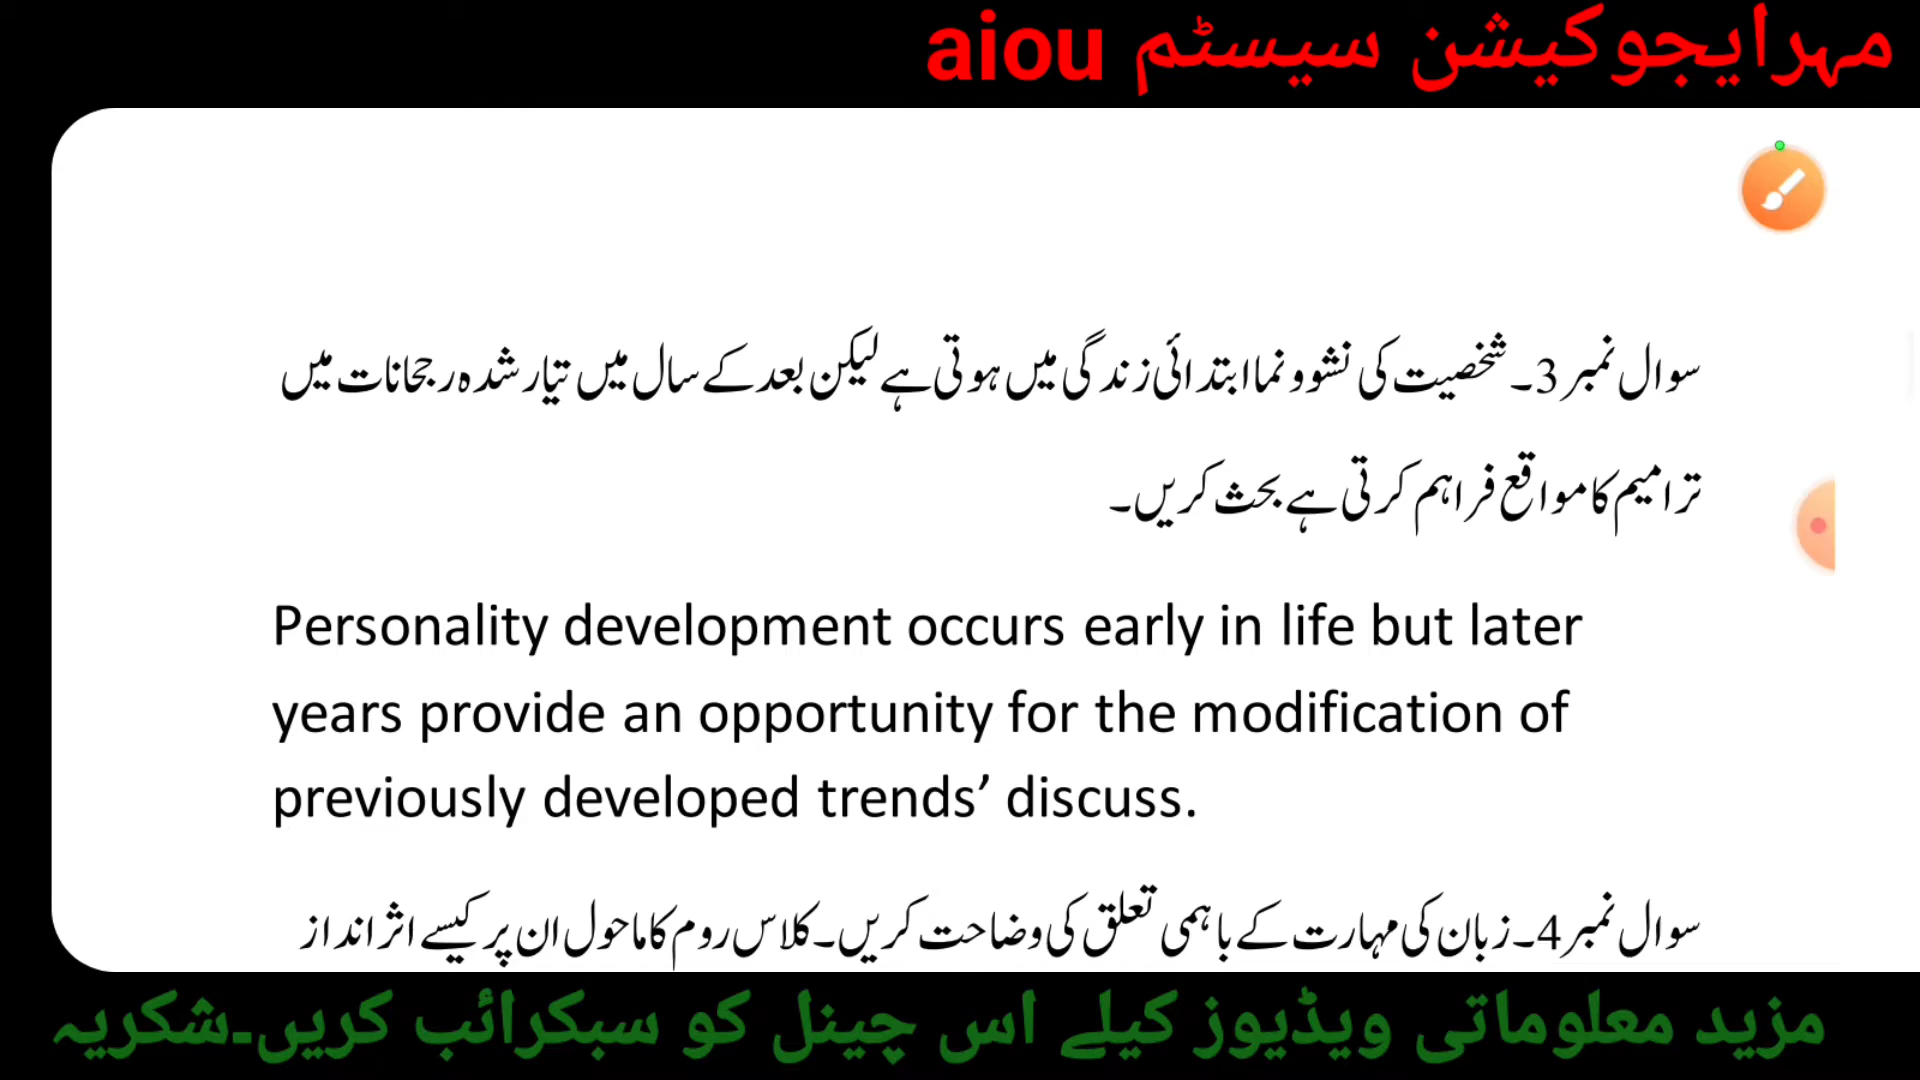 مہرایجوکیشن سیسٹم aiou
سوال نمبر 3۔ شخصیت کی نشوونما ابتدائی زندگی میں ہوتی ہے لیکن بعد کے سال میں تیار شدہ رجحانات میں
ترامیم کا مواقع فراہم کرتی ہے بحث کریں۔
Personality development occurs early in life but later
years provide an opportunity for the modification of
previously developed trends’ discuss.
سوال نمبر 4۔ زبان کی مہارت کے باہمی تعلق کی وضاحت کریں۔ کلاس روم کا ماحول ان پر کیسے اثر انداز
مزید معلوماتی ویڈیوز کیلے اس چینل کو سبکرائب کریں۔شکریہ